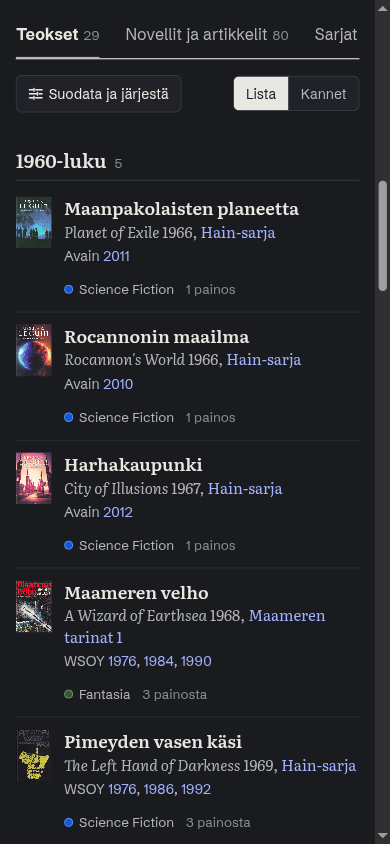 Teokset 29 Novellit ja artikkelit 80 Sarjat
Suodata ja järjestä Lista Kannet
1960-luku 5
Maanpakolaisten planeetta
Planet of Exile 1966, Hain-sarja
Avain 2011
Science Fiction 1 painos
Rocannonin maailma
Rocannon's World 1966, Hain-sarja
Avain 2010
Science Fiction 1 painos
Harhakaupunki
City of Illusions 1967, Hain-sarja
Avain 2012
Science Fiction 1 painos
Maameren velho
A Wizard of Earthsea 1968, Maameren
tarinat 1
WSOY 1976, 1984, 1990
Fantasia 3 painosta
Pimeyden vasen käsi
The Left Hand of Darkness 1969, Hain-sarja
WSOY 1976, 1986, 1992
Science Fiction 3 painosta